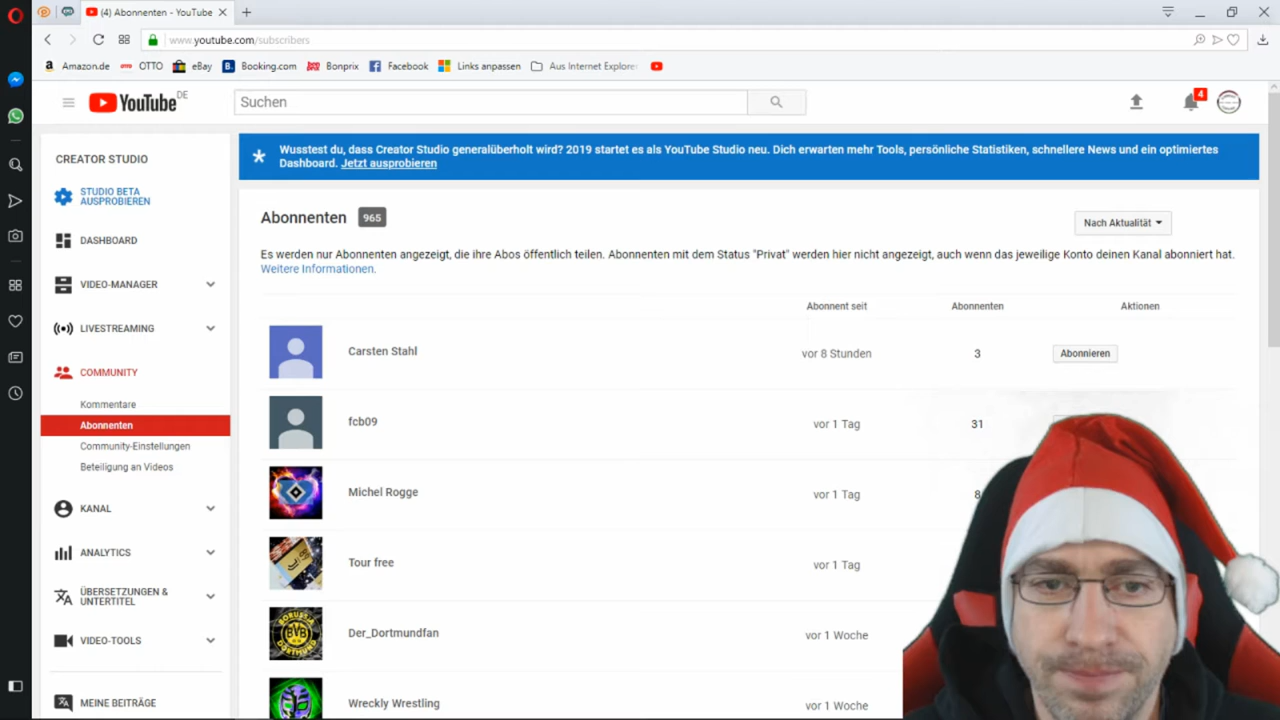 (4) Abonnenten - YouTube
www.youtube.com/subscribers
Amazon.de OTTO eBay Booking.com Bonprix Facebook Links anpassen Aus Internet Explorer
YouTube DE
Suchen
4
CREATOR STUDIO
STUDIO BETA
AUSPROBIEREN
DASHBOARD
VIDEO-MANAGER
LIVESTREAMING
COMMUNITY
Kommentare
Abonnenten
Community-Einstellungen
Beteiligung an Videos
KANAL
ANALYTICS
ÜBERSETZUNGEN &
UNTERTITEL
VIDEO-TOOLS
MEINE BEITRÄGE
Wusstest du, dass Creator Studio generalüberholt wird? 2019 startet es als YouTube Studio neu. Dich erwarten mehr Tools, persönliche Statistiken, schnellere News und ein optimiertes
Dashboard. Jetzt ausprobieren
Abonnenten 965
Nach Aktualität
Es werden nur Abonnenten angezeigt, die ihre Abos öffentlich teilen. Abonnenten mit dem Status "Privat" werden hier nicht angezeigt, auch wenn das jeweilige Konto deinen Kanal abonniert hat.
Weitere Informationen.
Abonnent seit Abonnenten Aktionen
Carsten Stahl vor 8 Stunden 3 Abonnieren
fcb09 vor 1 Tag 31
Michel Rogge vor 1 Tag 8
Tour free vor 1 Tag
Der_Dortmundfan vor 1 Woche
Wreckly Wrestling vor 1 Woche